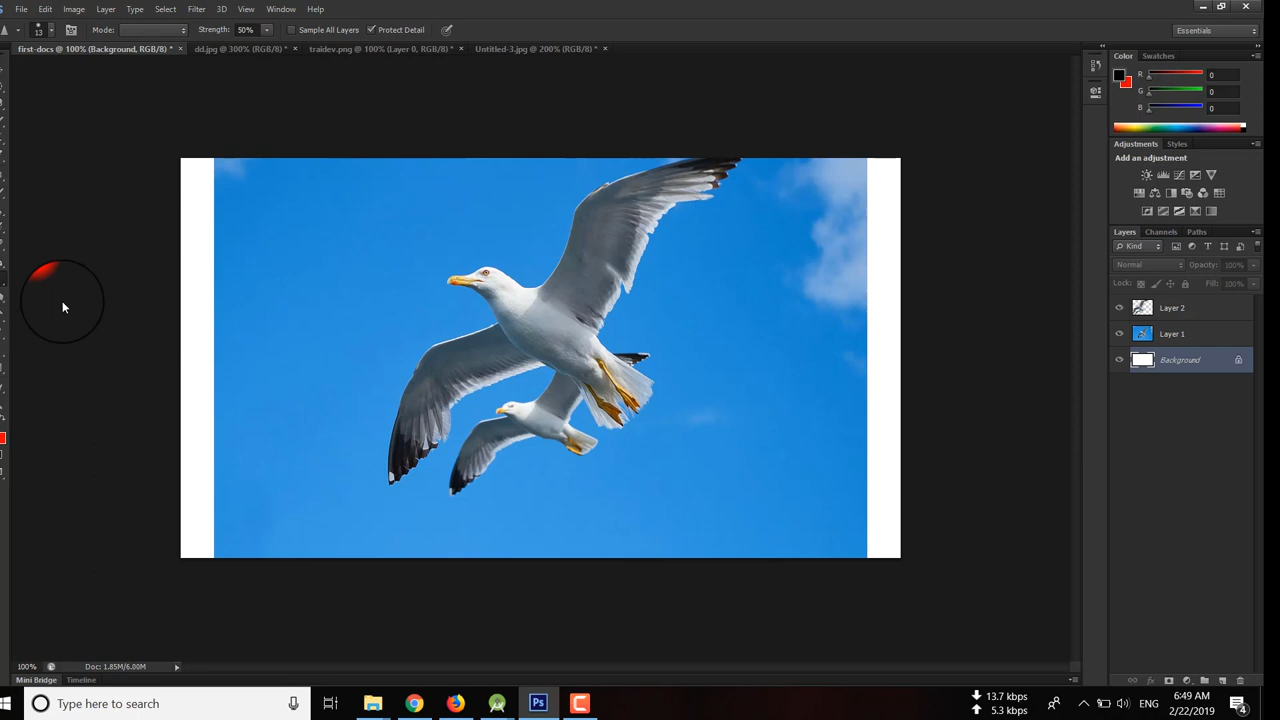 File Edit Image Layer Type Select Filter 3D View Window Help
13 Mode: Strength: 50% Sample All Layers Protect Detail Essentials
first-docs @ 100% (Background, RGB/8) * × dd.jpg @ 300% (RGB/8) * × traidev.png @ 100% (Layer 0, RGB/8) * × Untitled-3.jpg @ 200% (RGB/8) * ×
Color Swatches
R 0
G 0
B 0
Adjustments Styles
Add an adjustment
Layers Channels Paths
Kind
Normal Opacity: 100%
Lock: Fill: 100%
Layer 2
Layer 1
Background
100% Doc: 1.85M/6.00M
Mini Bridge Timeline
Type here to search
Ps
13.7 kbps
5.3 kbps
ENG
6:49 AM
2/22/2019
4